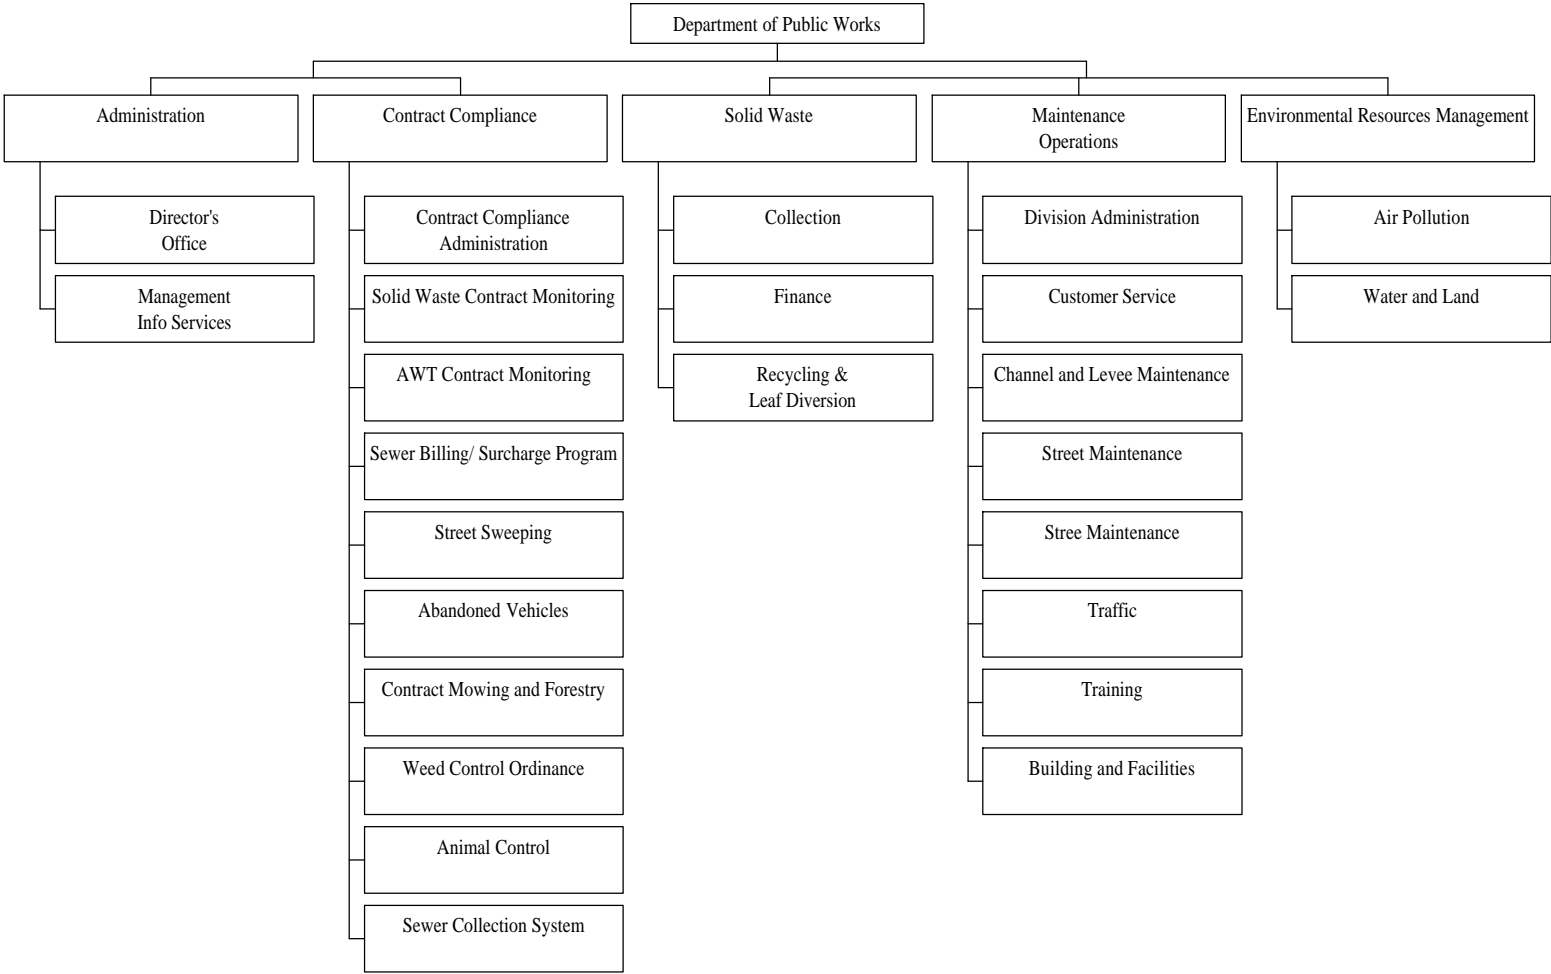 Department of Public Works
Administration
Contract Compliance
Solid Waste
Maintenance
Operations
Environmental Resources Management
Director's
Office
Management
Info Services
Contract Compliance
Administration
Solid Waste Contract Monitoring
AWT Contract Monitoring
Sewer Billing/ Surcharge Program
Street Sweeping
Abandoned Vehicles
Contract Mowing and Forestry
Weed Control Ordinance
Animal Control
Sewer Collection System
Collection
Finance
Recycling &
Leaf Diversion
Division Administration
Customer Service
Channel and Levee Maintenance
Street Maintenance
Stree Maintenance
Traffic
Training
Building and Facilities
Air Pollution
Water and Land